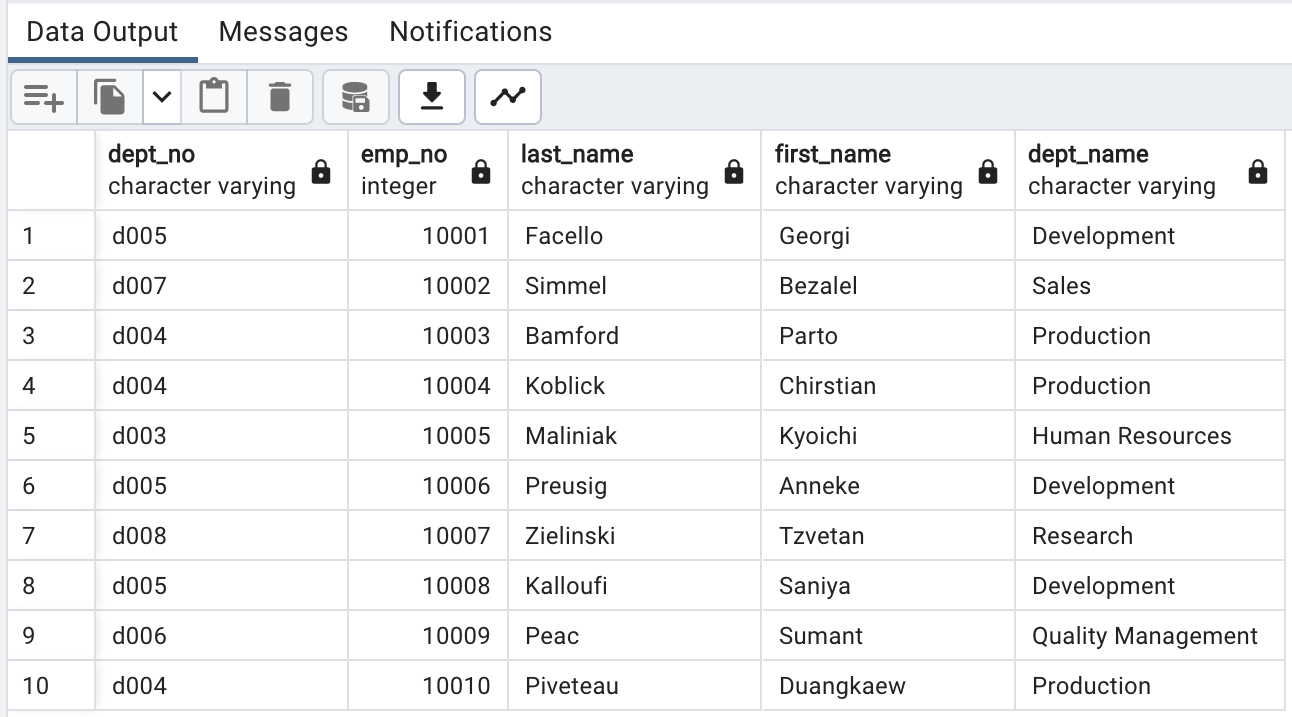 Data Output Messages Notifications
dept_no emp_no last_name first_name dept_name
character varying integer character varying character varying character varying
1 d005 10001 Facello Georgi Development
2 d007 10002 Simmel Bezalel Sales
3 d004 10003 Bamford Parto Production
4 d004 10004 Koblick Chirstian Production
5 d003 10005 Maliniak Kyoichi Human Resources
6 d005 10006 Preusig Anneke Development
7 d008 10007 Zielinski Tzvetan Research
8 d005 10008 Kalloufi Saniya Development
9 d006 10009 Peac Sumant Quality Management
10 d004 10010 Piveteau Duangkaew Production